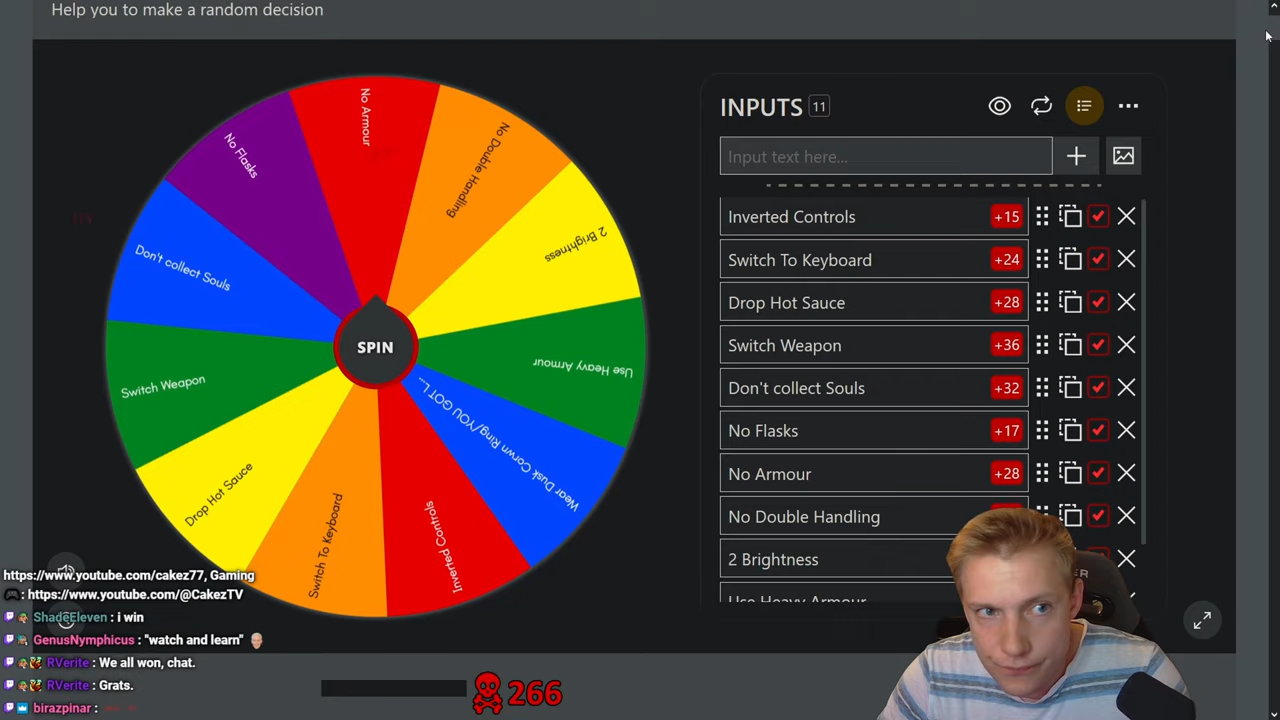 Help you to make a random decision
No Armour
No Double Handling
2 Brightness
Use Heavy Armour
Wear Dusk Corwn Ring/YOU GOT L...
Inverted Controls
Switch To Keyboard
Drop Hot Sauce
Switch Weapon
Don't collect Souls
No Flasks
SPIN
INPUTS 11
Input text here...
Inverted Controls +15
Switch To Keyboard +24
Drop Hot Sauce +28
Switch Weapon +36
Don't collect Souls +32
No Flasks +17
No Armour +28
No Double Handling
2 Brightness
Use Heavy Armour
https://www.youtube.com/cakez77, Gaming
: https://www.youtube.com/@CakezTV
ShadeEleven : i win
GenusNymphicus : "watch and learn"
RVerite : We all won, chat.
RVerite : Grats.
birazpinar :
266